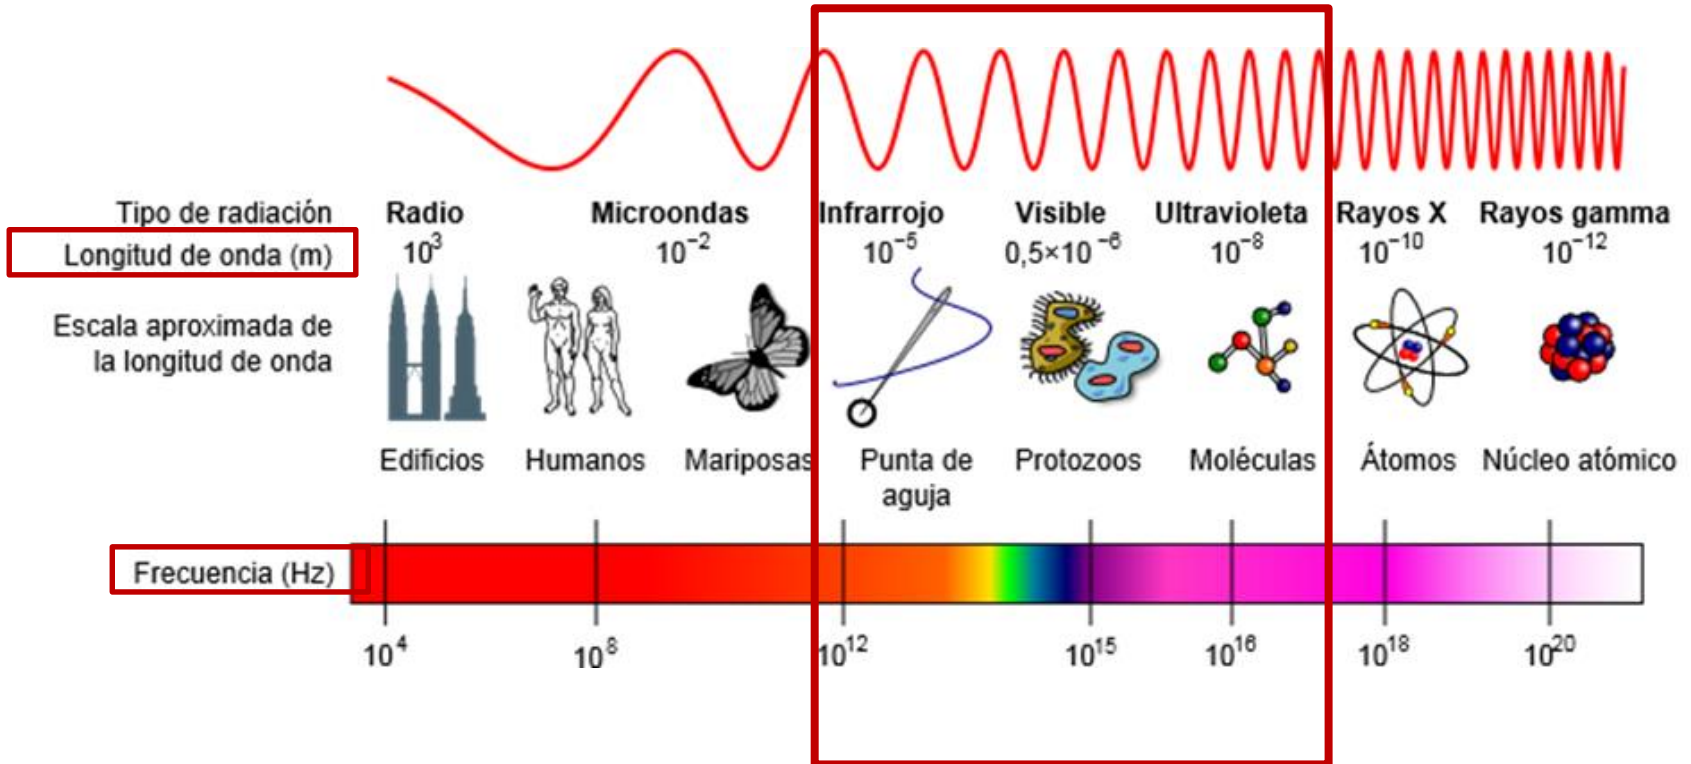 Tipo de radiación Radio Microondas Infrarrojo Visible Ultravioleta Rayos X Rayos gamma
Longitud de onda (m) 10³ 10⁻² 10⁻⁵ 0,5×10⁻⁶ 10⁻⁸ 10⁻¹⁰ 10⁻¹²
Escala aproximada de
la longitud de onda
Edificios Humanos Mariposas Punta de Protozoos Moléculas Átomos Núcleo atómico
aguja
Frecuencia (Hz)
10⁴ 10⁸ 10¹² 10¹⁵ 10¹⁶ 10¹⁸ 10²⁰